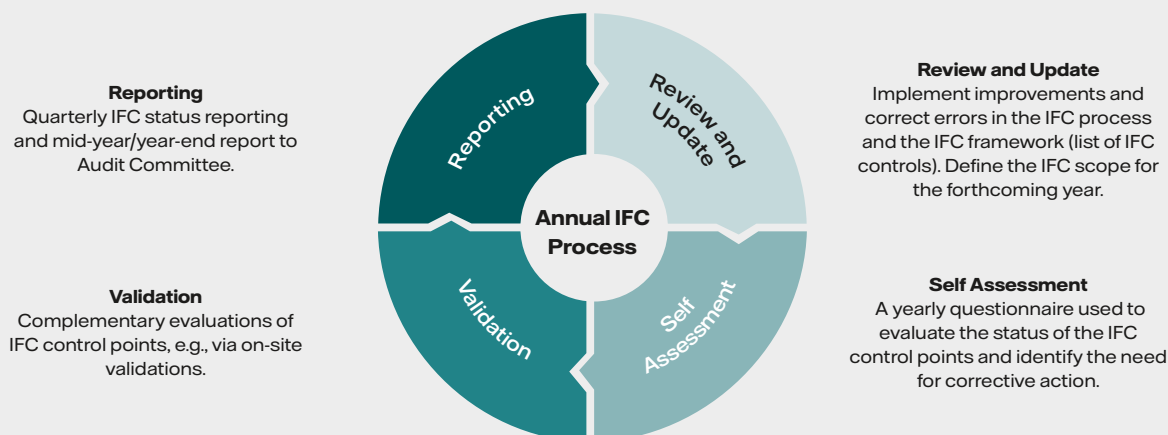 Reporting
Quarterly IFC status reporting
and mid-year/year-end report to
Audit Committee.
Validation
Complementary evaluations of
IFC control points, e.g., via on-site
validations.
Reporting
Review and
Update
Annual IFC
Process
Validation
Self
Assessment
Review and Update
Implement improvements and
correct errors in the IFC process
and the IFC framework (list of IFC
controls). Define the IFC scope for
the forthcoming year.
Self Assessment
A yearly questionnaire used to
evaluate the status of the IFC
control points and identify the need
for corrective action.